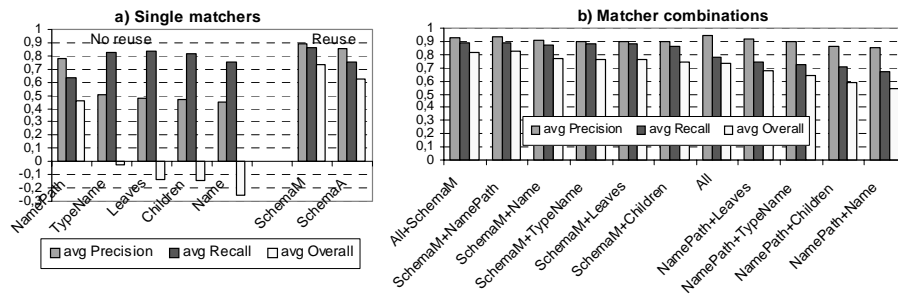 a) Single matchers
No reuse
Reuse
1
0,9
0,8
0,7
0,6
0,5
0,4
0,3
0,2
0,1
0
-0,1
-0,2
-0,3
NamePath
TypeName
Leaves
Children
Name
SchemaM
SchemaA
avg Precision
avg Recall
avg Overall
b) Matcher combinations
1
0,9
0,8
0,7
0,6
0,5
0,4
0,3
0,2
0,1
0
avg Precision
avg Recall
avg Overall
All+SchemaM
SchemaM+NamePath
SchemaM+Name
SchemaM+TypeName
SchemaM+Leaves
SchemaM+Children
All
NamePath+Leaves
NamePath+TypeName
NamePath+Children
NamePath+Name